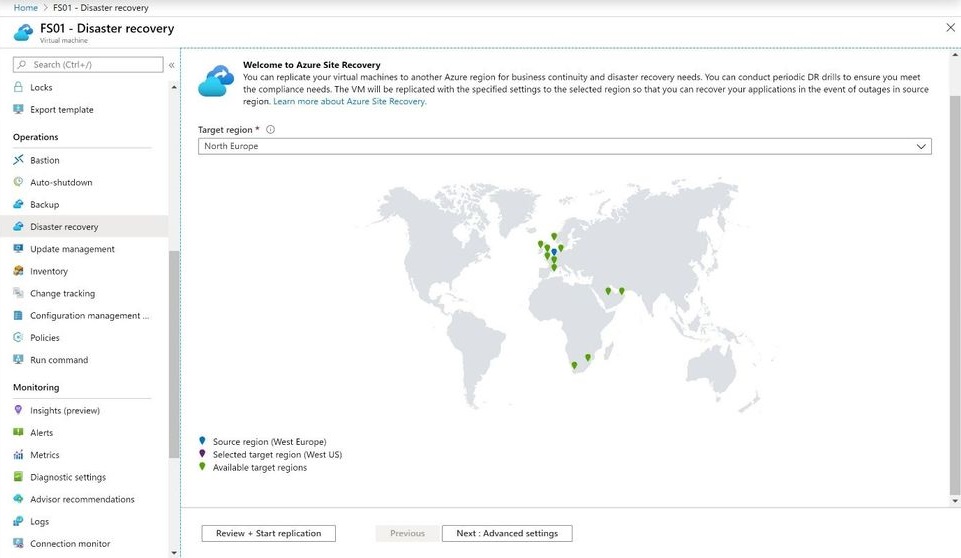 Home > FS01 - Disaster recovery
FS01 - Disaster recovery
Virtual machine
Search (Ctrl+/)
«
Locks
Export template
Operations
Bastion
Auto-shutdown
Backup
Disaster recovery
Update management
Inventory
Change tracking
Configuration management ...
Policies
Run command
Monitoring
Insights (preview)
Alerts
Metrics
Diagnostic settings
Advisor recommendations
Logs
Connection monitor
Welcome to Azure Site Recovery
You can replicate your virtual machines to another Azure region for business continuity and disaster recovery needs. You can conduct periodic DR drills to ensure you meet
the compliance needs. The VM will be replicated with the specified settings to the selected region so that you can recover your applications in the event of outages in source
region. Learn more about Azure Site Recovery.
Target region *
North Europe
Source region (West Europe)
Selected target region (West US)
Available target regions
Review + Start replication
Previous
Next : Advanced settings